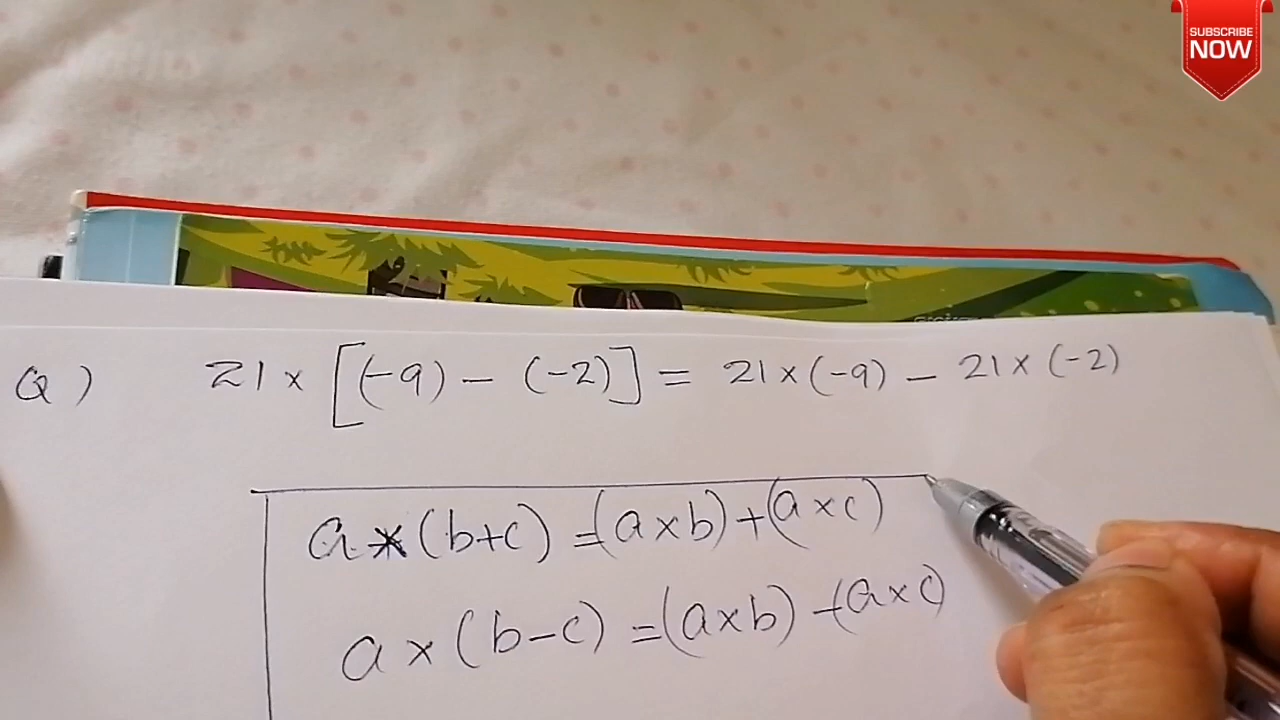 SUBSCRIBE
NOW
Q) 21 × [(-9) - (-2)] = 21 × (-9) - 21 × (-2)
a × (b+c) = (a × b) + (a × c)
a × (b-c) = (a × b) - (a × c)